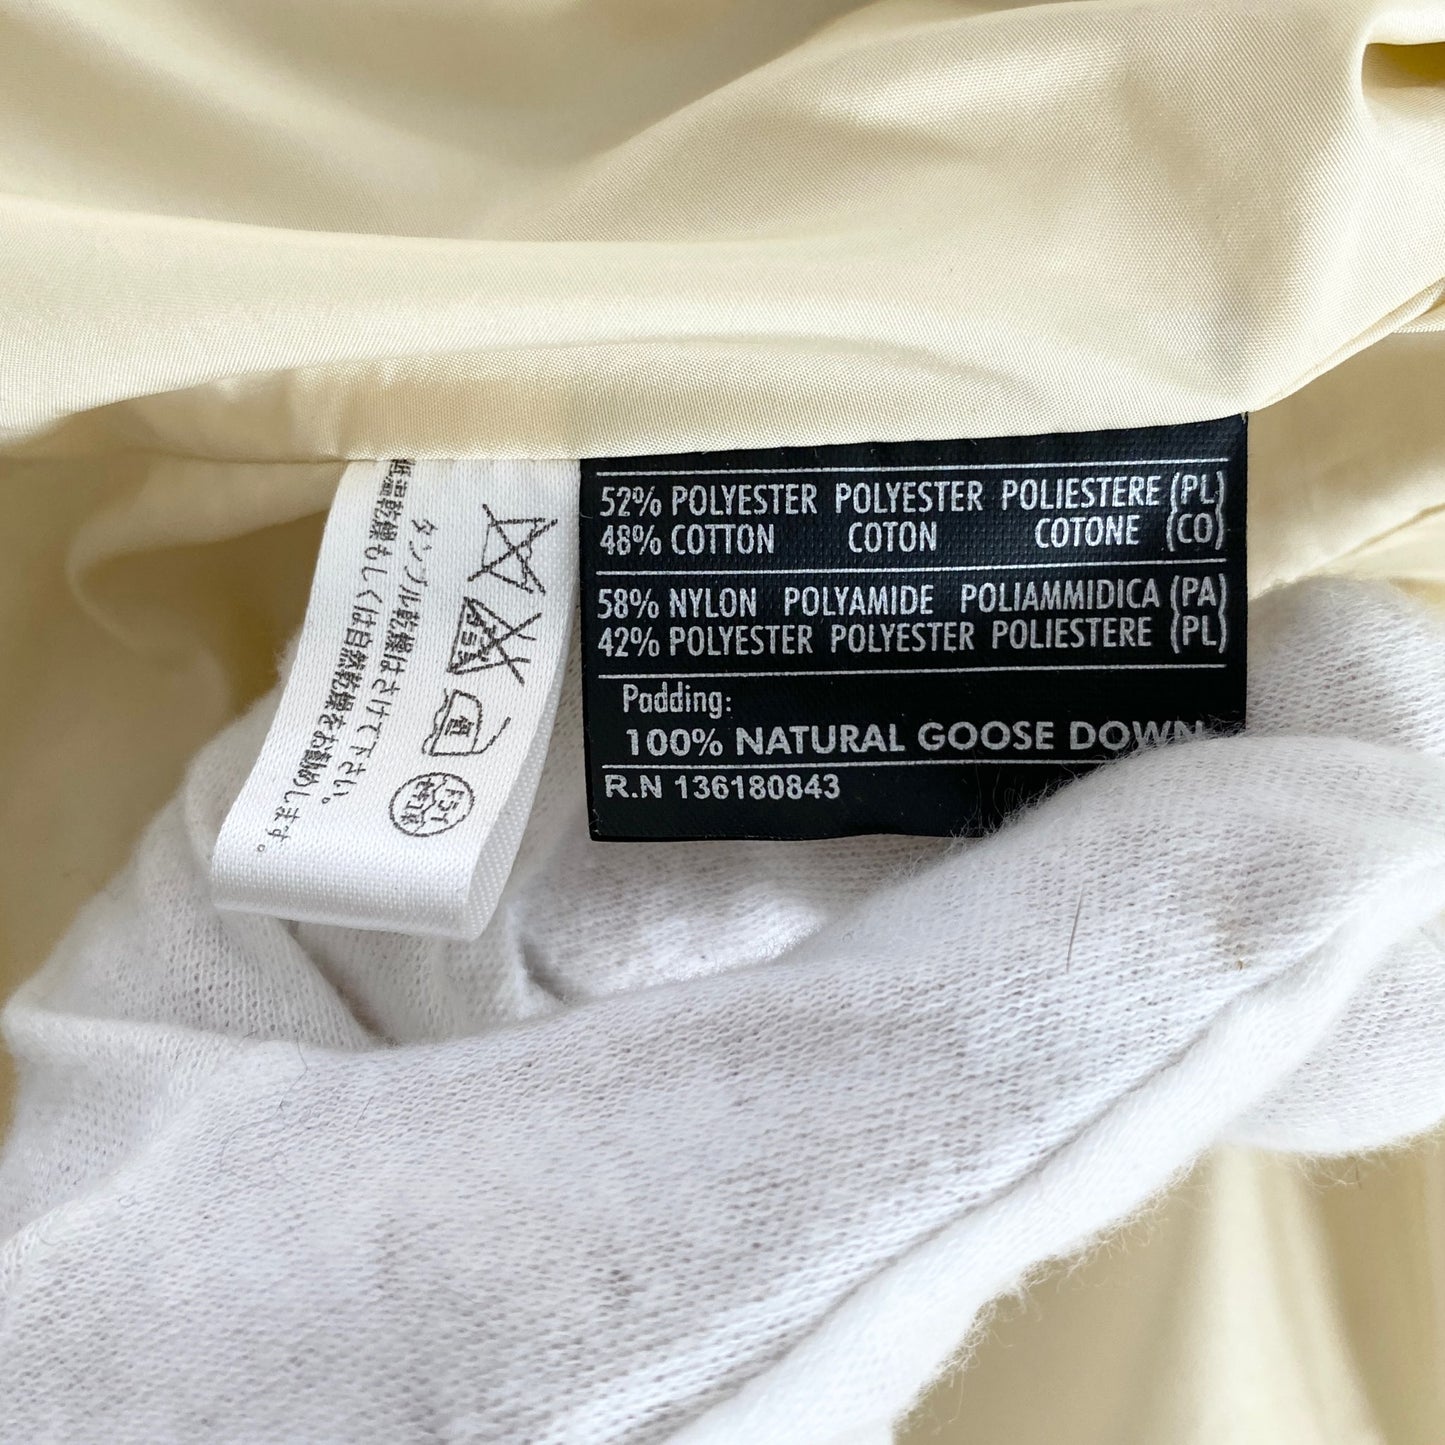 52% POLYESTER POLYESTER POLIESTERE (PL)
48% COTTON COTON COTONE (CO)
58% NYLON POLYAMIDE POLIAMMIDICA (PA)
42% POLYESTER POLYESTER POLIESTERE (PL)
Padding:
100% NATURAL GOOSE DOWN
R.N 136180843
タンブル乾燥はさけて下さい。
低温乾燥もしくは自然乾燥をお勧めします。